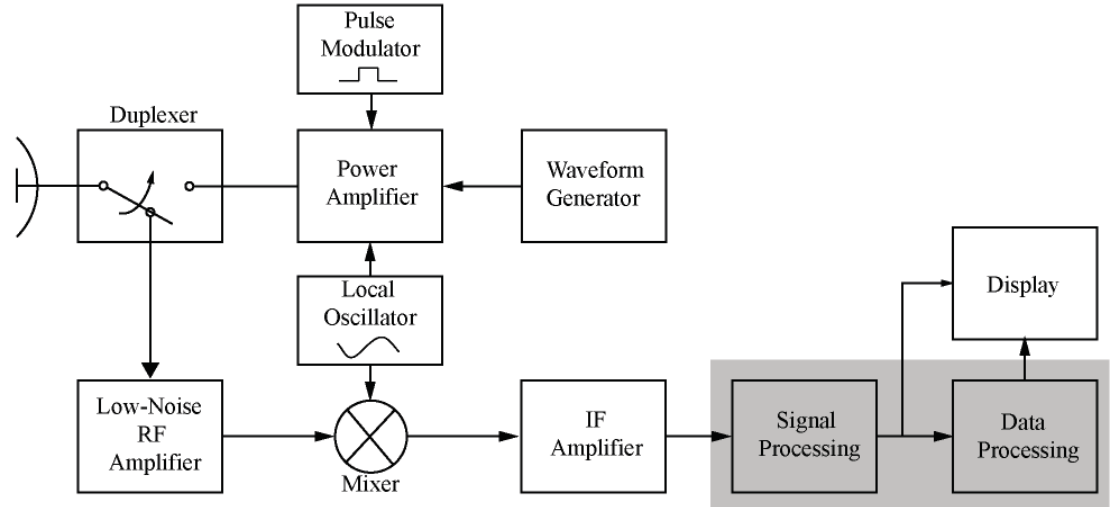 Pulse
Modulator
Duplexer
Power
Amplifier
Waveform
Generator
Local
Oscillator
Display
Low-Noise
RF
Amplifier
Mixer
IF
Amplifier
Signal
Processing
Data
Processing